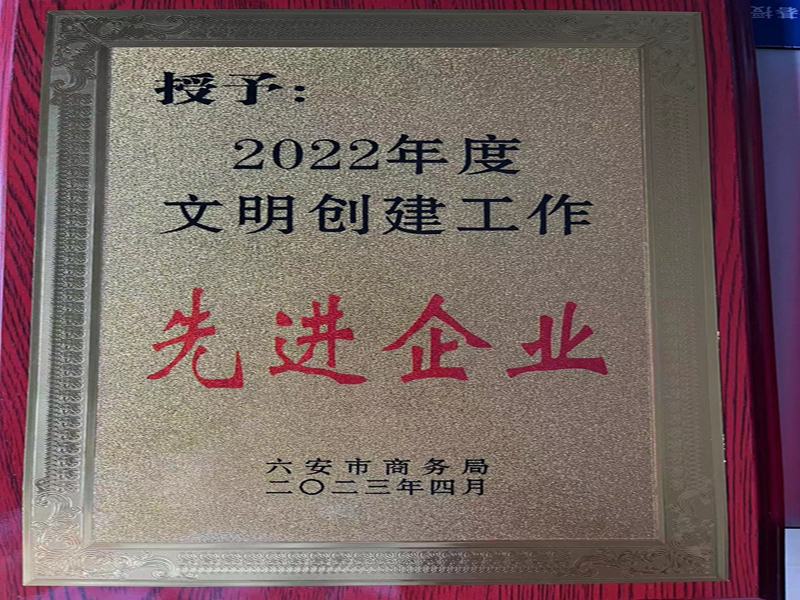 授予：
2022年度
文明创建工作
先进企业
六安市商务局
二〇二三年四月